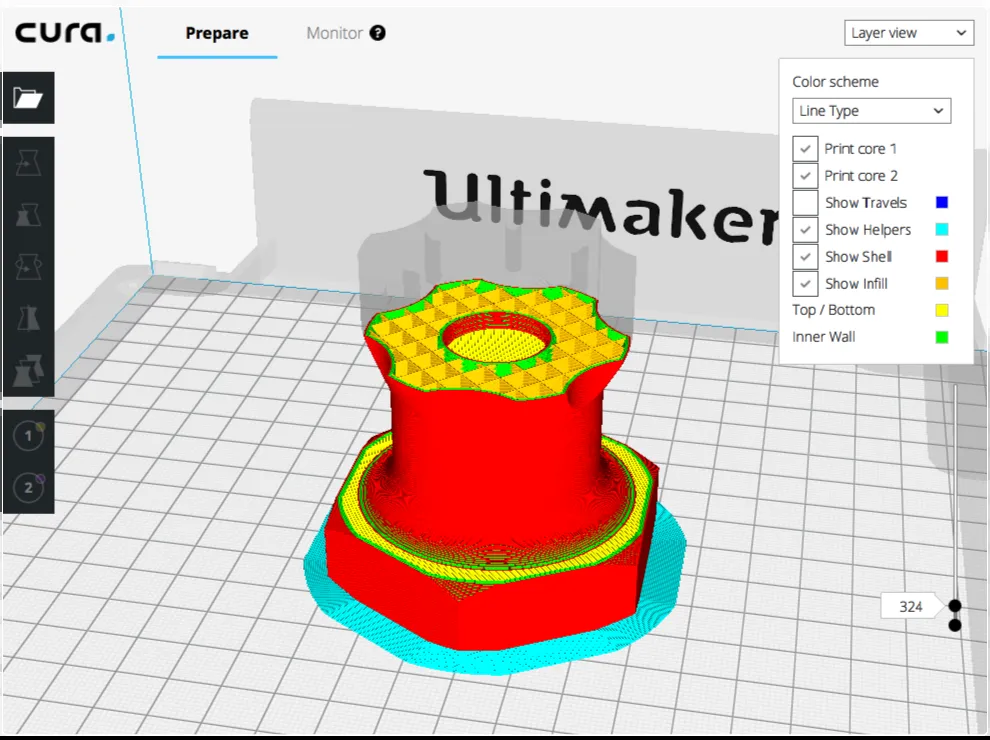 cura.
Prepare
Monitor ?
Layer view
Color scheme
Line Type
Print core 1
Print core 2
Show Travels
Show Helpers
Show Shell
Show Infill
Top / Bottom
Inner Wall
Ultimaker
1
2
324